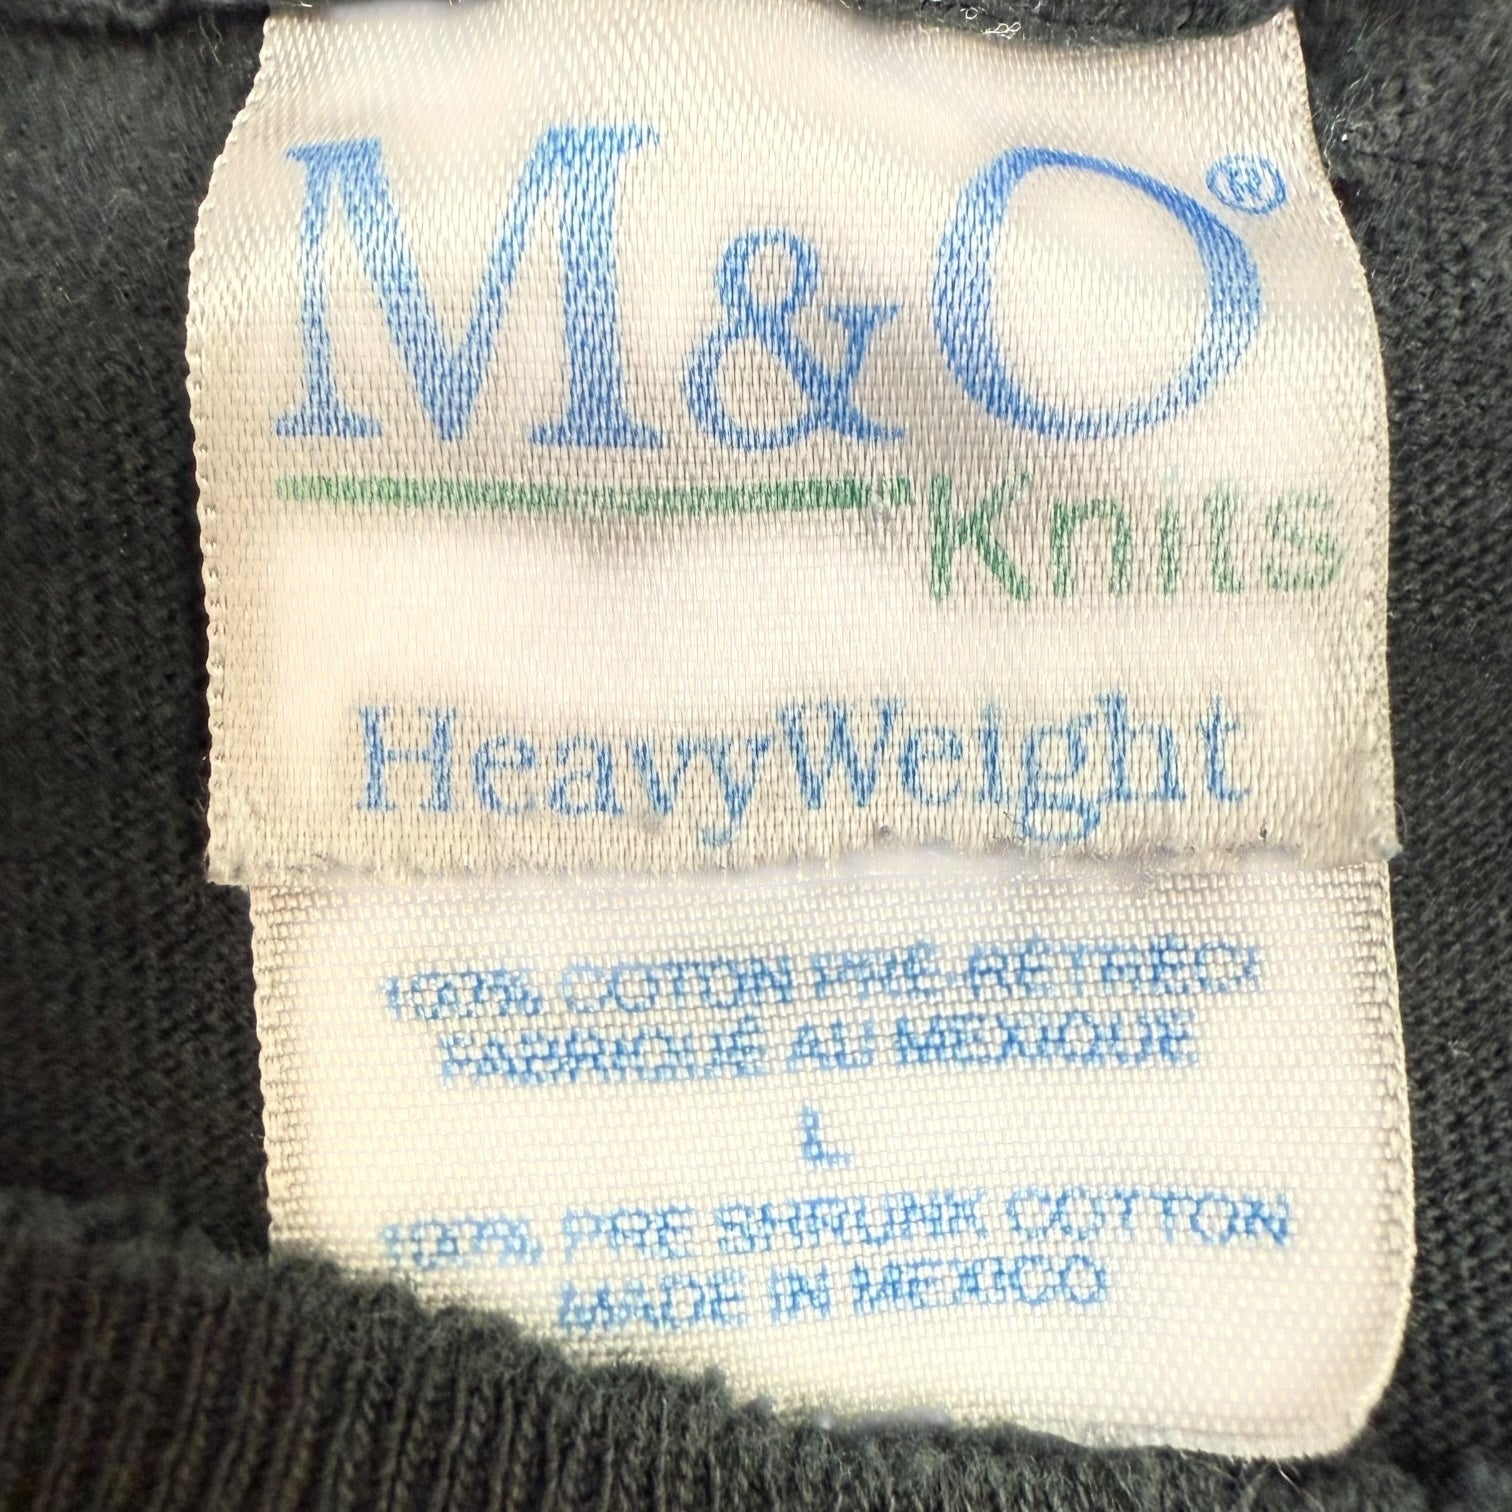 M&O®
Knits
HeavyWeight
100% COTON PRÉ-RÉTRÉCI
FABRIQUÉ AU MEXIQUE
L
100% PRE SHRUNK COTTON
MADE IN MEXICO